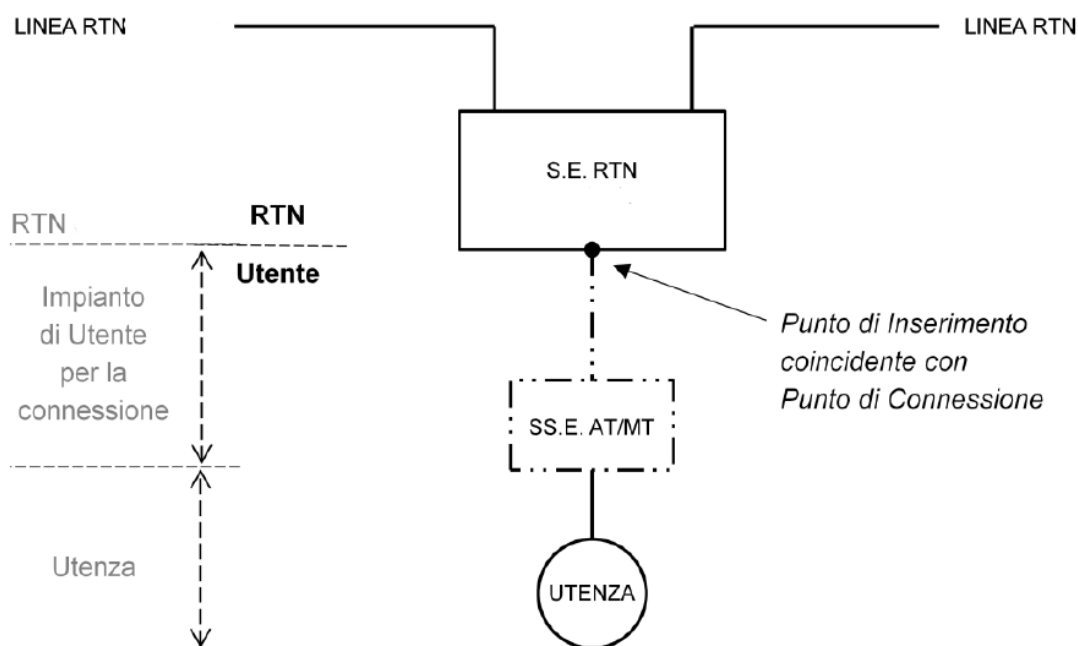 LINEA RTN
LINEA RTN
S.E. RTN
RTN
RTN
Utente
Impianto
di Utente
per la
connessione
Punto di Inserimento
coincidente con
Punto di Connessione
SS.E. AT/MT
Utenza
UTENZA